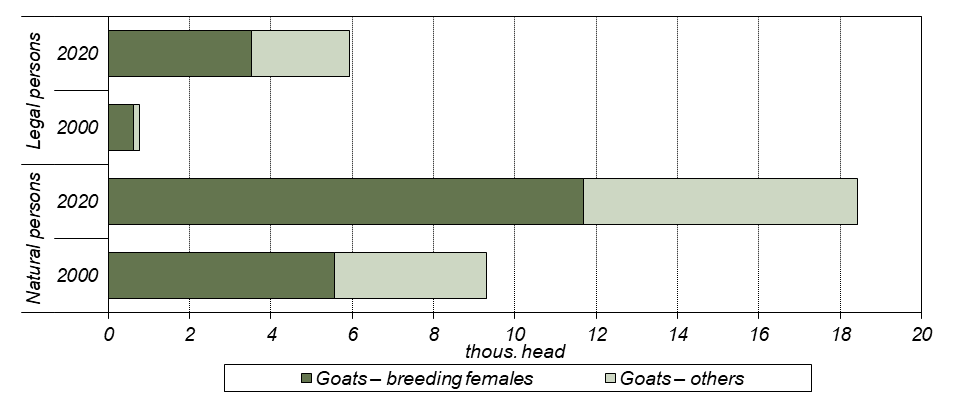 Legal persons
2020
2000
Natural persons
2020
2000
0 2 4 6 8 10 12 14 16 18 20
thous. head
Goats – breeding females Goats – others